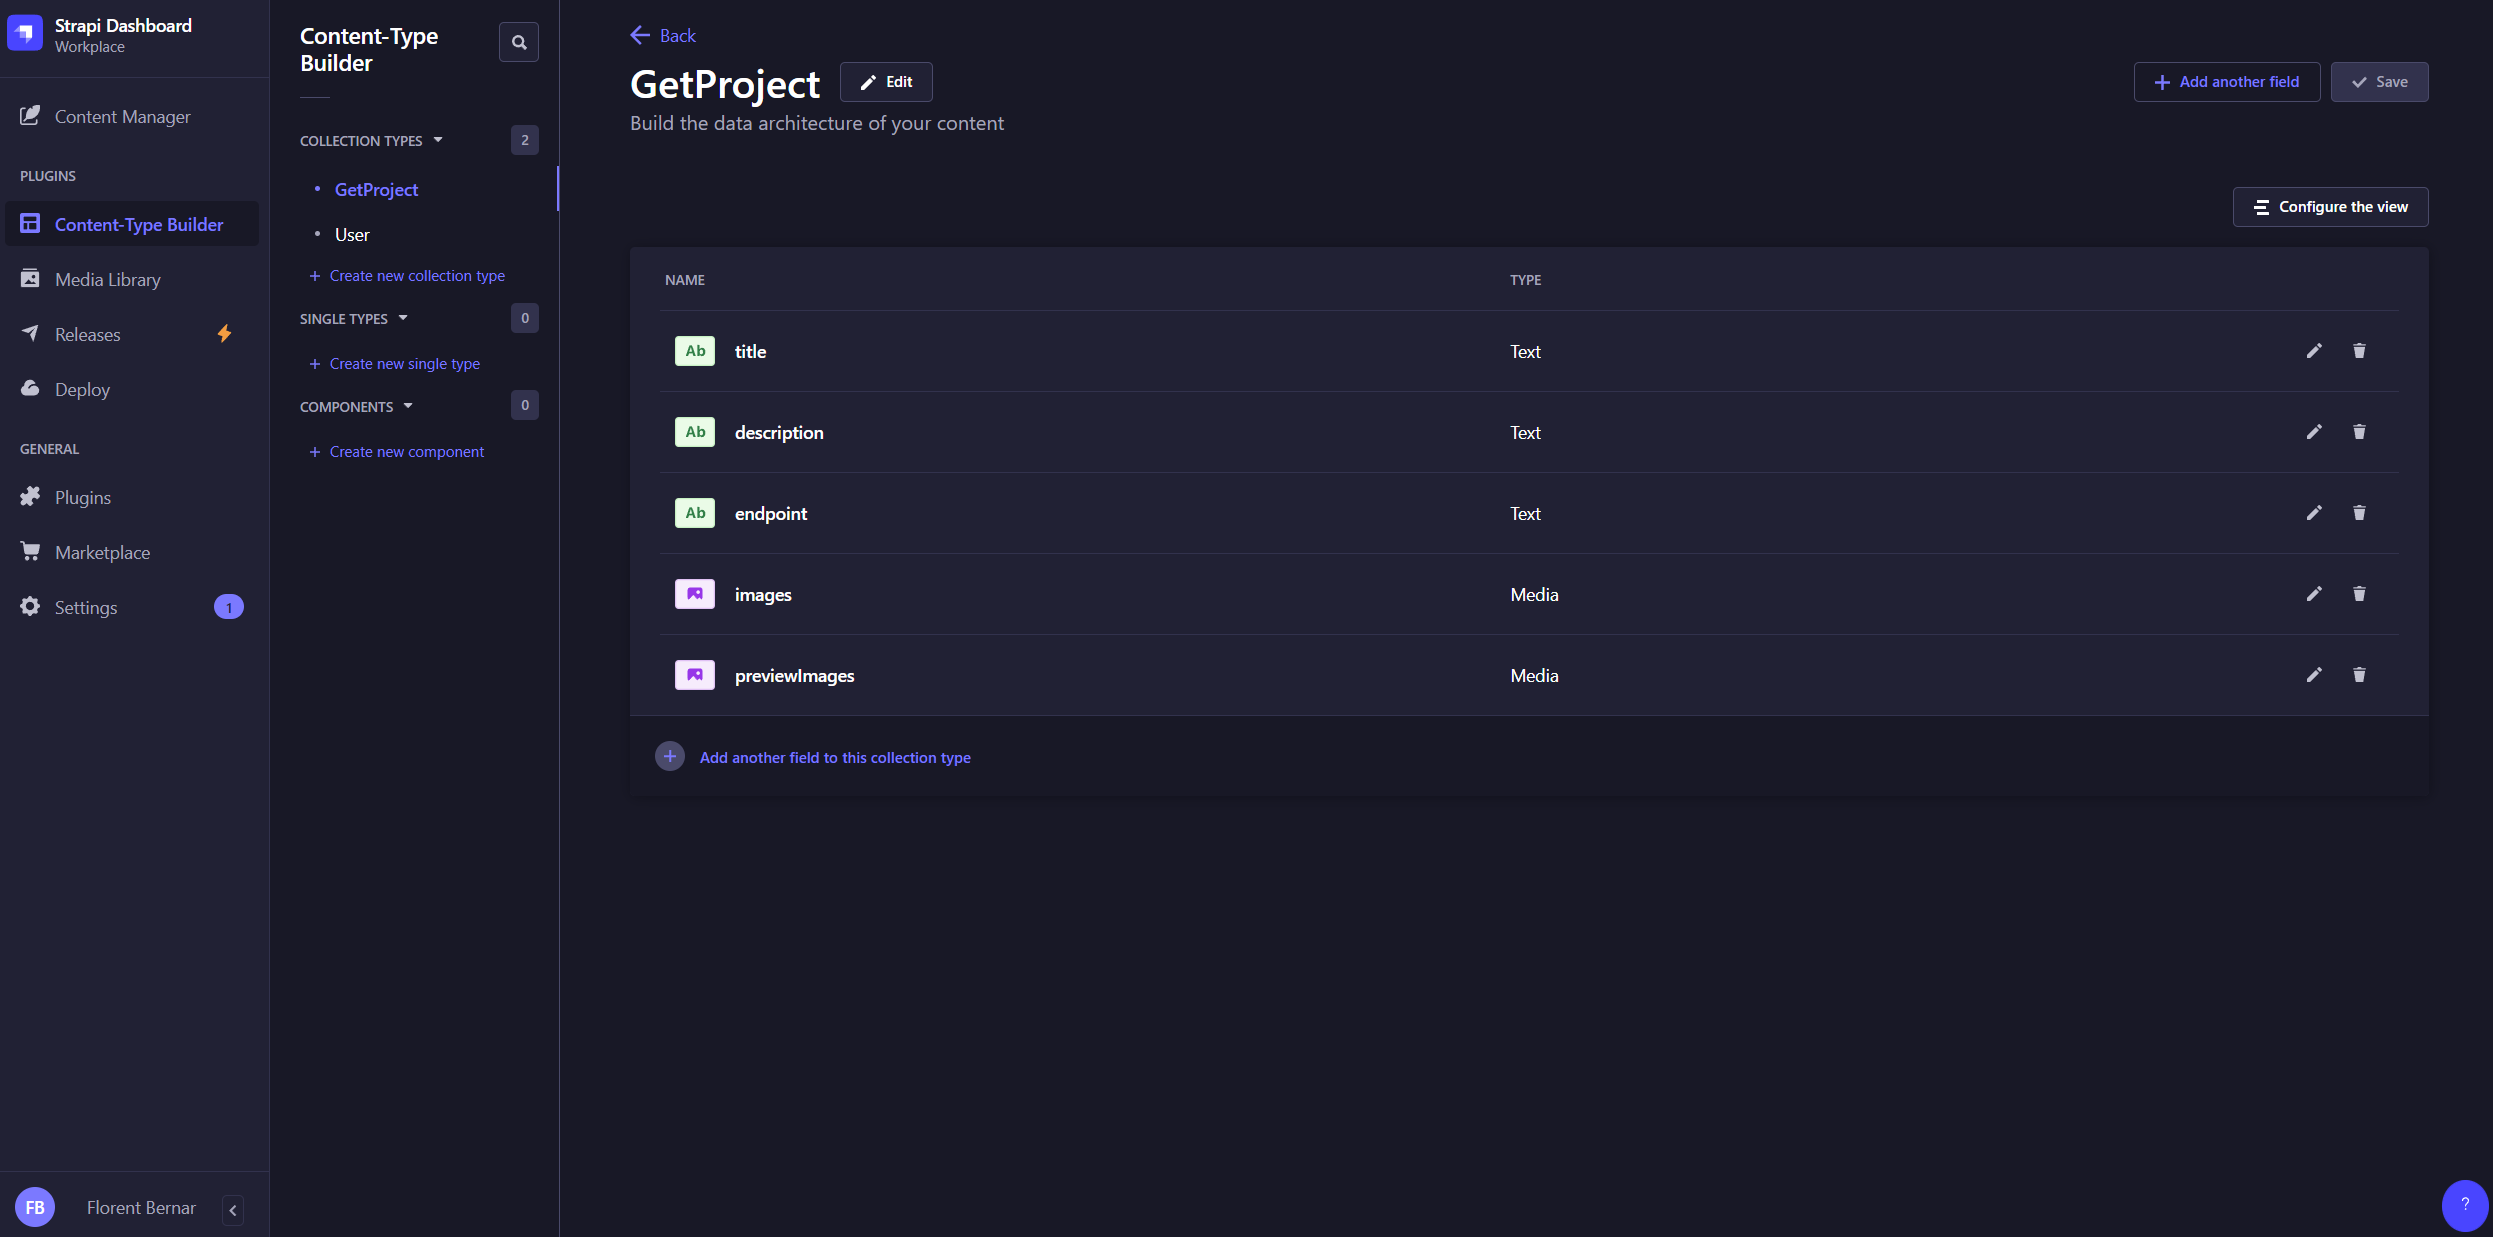 Strapi Dashboard
Workplace
Content Manager
PLUGINS
Content-Type Builder
Media Library
Releases
Deploy
GENERAL
Plugins
Marketplace
Settings
1
FB
Florent Bernar
Content-Type
Builder
COLLECTION TYPES
2
GetProject
User
Create new collection type
SINGLE TYPES
0
Create new single type
COMPONENTS
0
Create new component
Back
GetProject
Edit
Build the data architecture of your content
Add another field
Save
Configure the view
NAME TYPE
Ab title Text
Ab description Text
Ab endpoint Text
images Media
previewImages Media
Add another field to this collection type
?